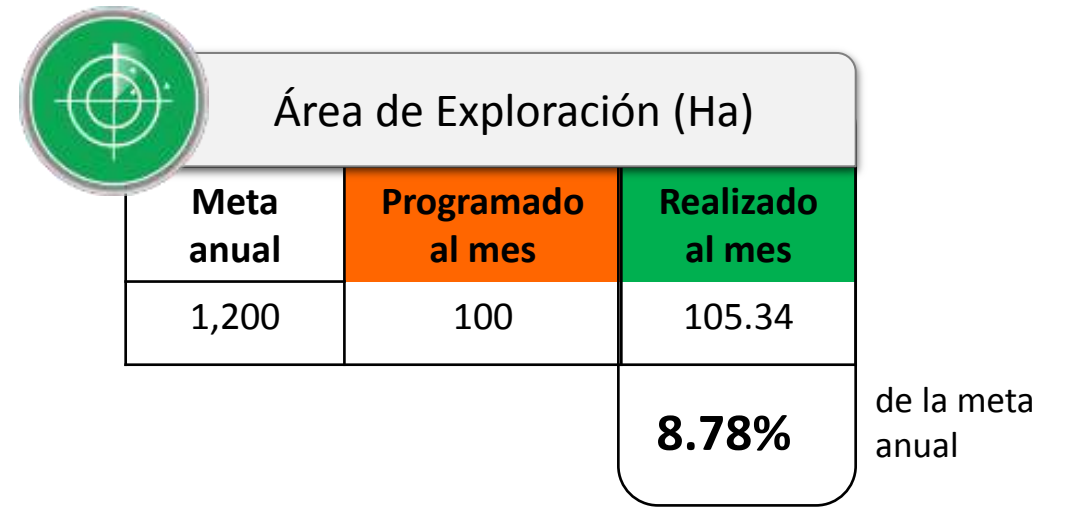 Área de Exploración (Ha)
Meta anual
Programado al mes
Realizado al mes
1,200
100
105.34
8.78%
de la meta
anual